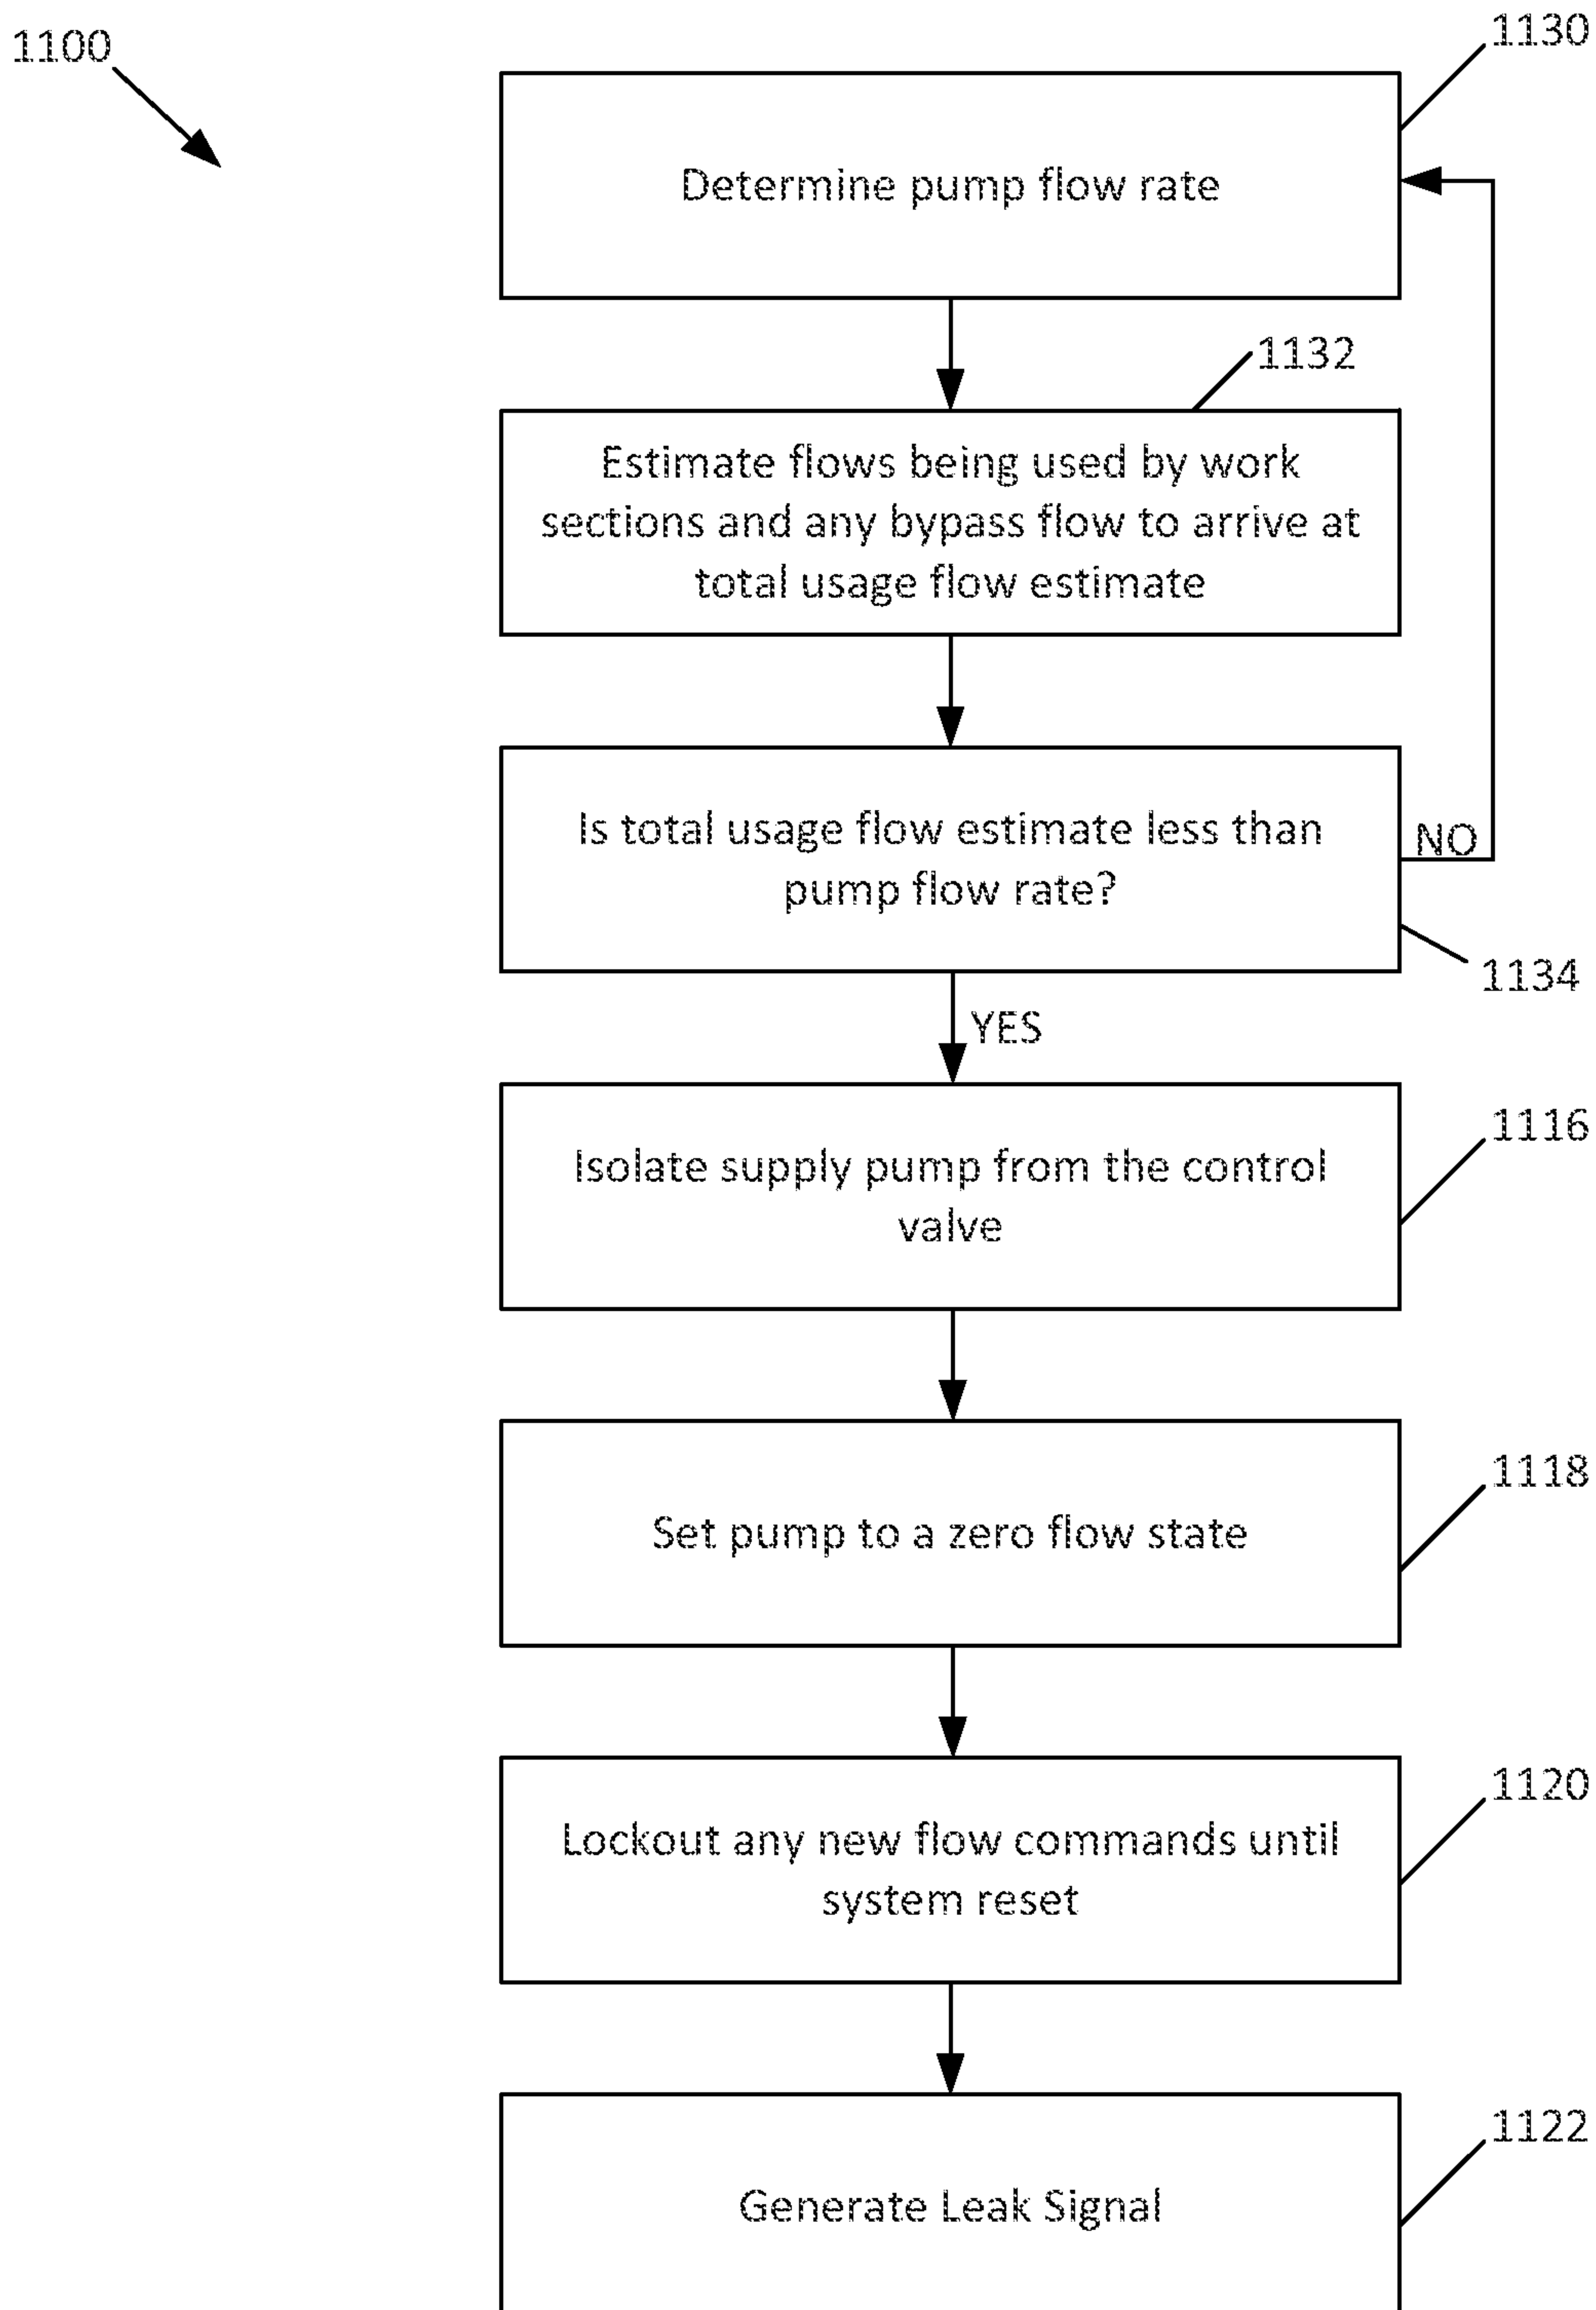 1100
1130
Determine pump flow rate
1132
Estimate flows being used by work
sections and any bypass flow to arrive at
total usage flow estimate
Is total usage flow estimate less than
pump flow rate?
NO
1134
YES
1116
Isolate supply pump from the control
valve
1118
Set pump to a zero flow state
1120
Lockout any new flow commands until
system reset
1122
Generate Leak Signal